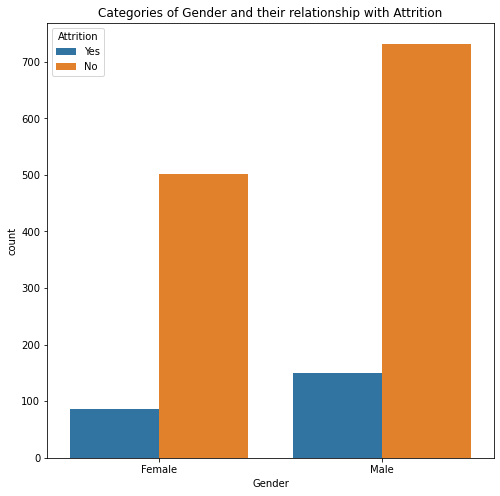 Categories of Gender and their relationship with Attrition
Attrition
Yes
No
700
600
500
400
300
200
100
0
count
Female
Male
Gender